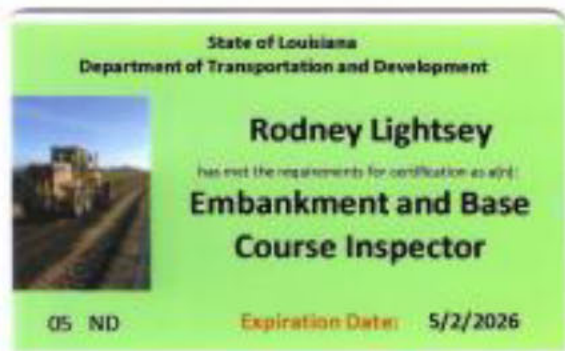 State of Louisiana
Department of Transportation and Development
Rodney Lightsey
has met the requirements for certification as a(n):
Embankment and Base
Course Inspector
05 ND
Expiration Date: 5/2/2026